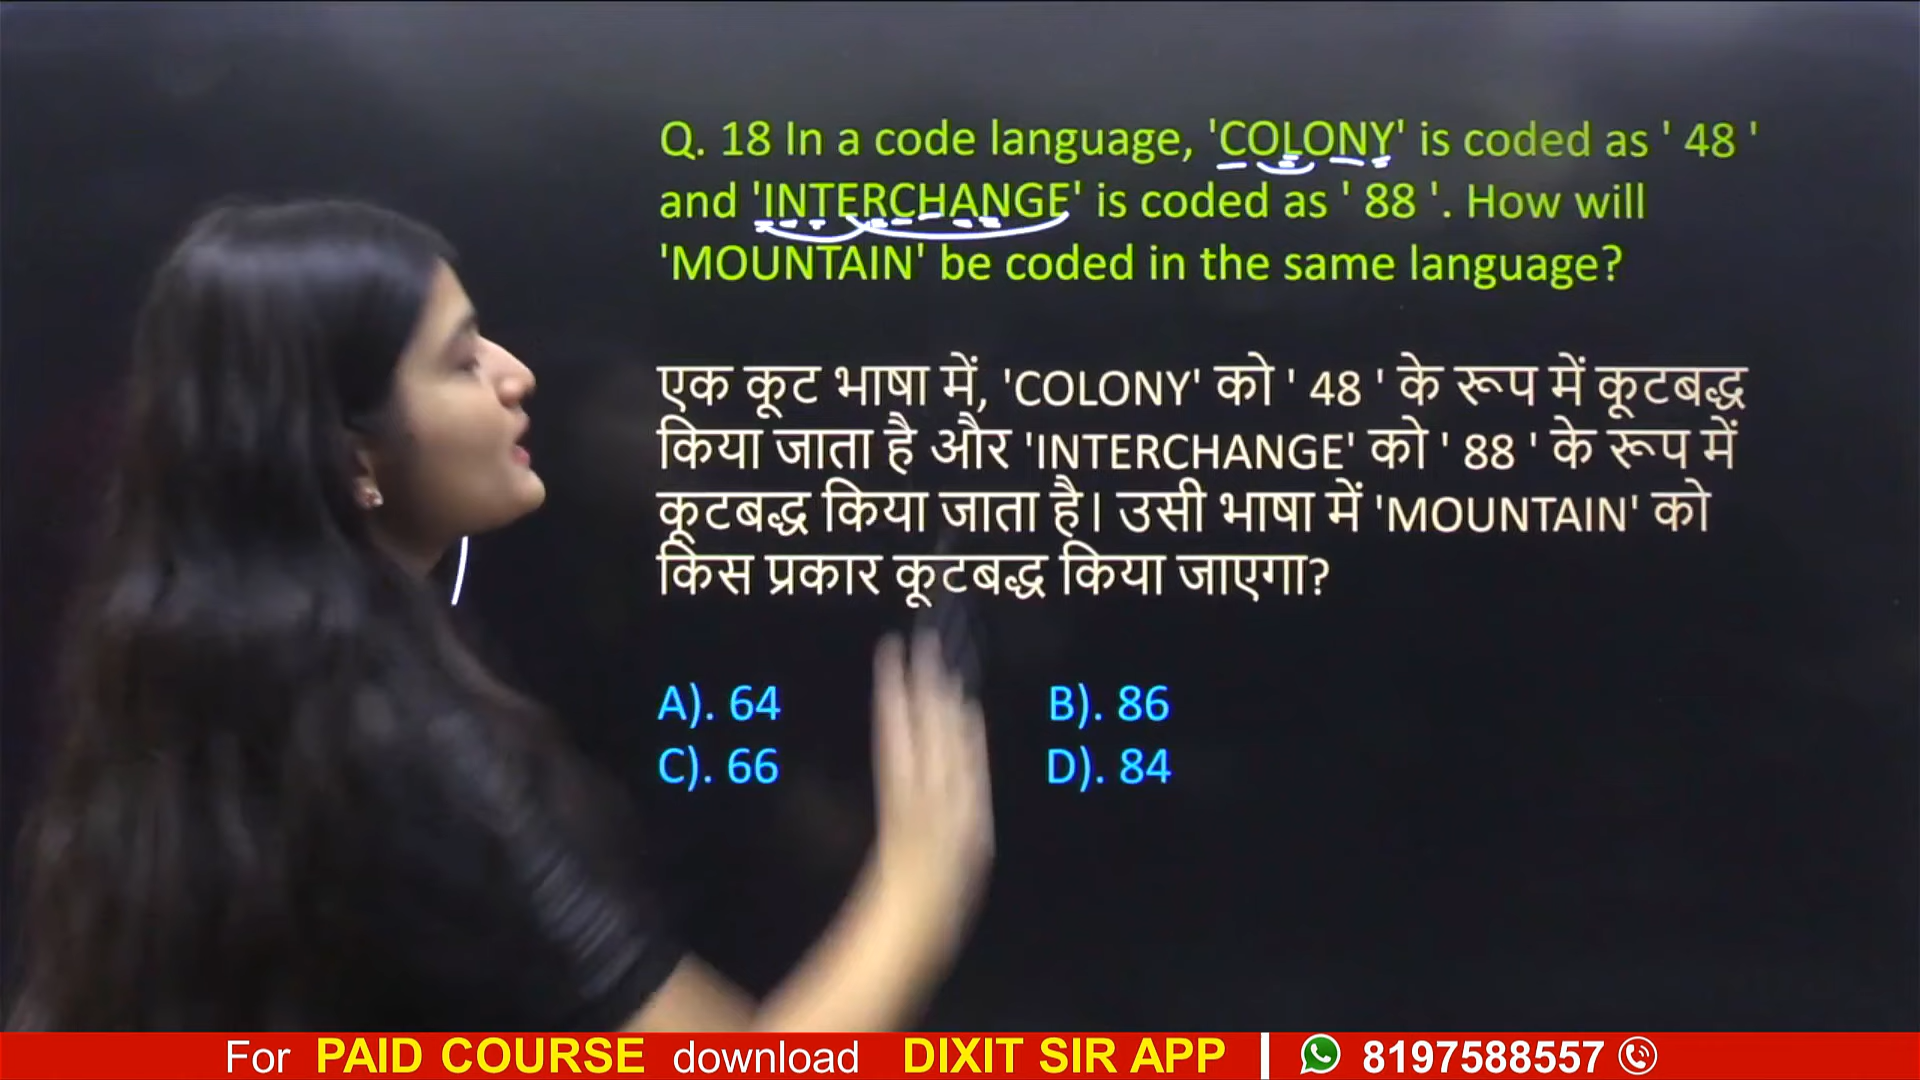 Q. 18 In a code language, 'COLONY' is coded as ' 48 '
and 'INTERCHANGE' is coded as ' 88 '. How will
'MOUNTAIN' be coded in the same language?
एक कूट भाषा में, 'COLONY' को ' 48 ' के रूप में कूटबद्ध
किया जाता है और 'INTERCHANGE' को ' 88 ' के रूप में
कूटबद्ध किया जाता है। उसी भाषा में 'MOUNTAIN' को
किस प्रकार कूटबद्ध किया जाएगा?
A). 64 B). 86
C). 66 D). 84
For PAID COURSE download DIXIT SIR APP | 8197588557